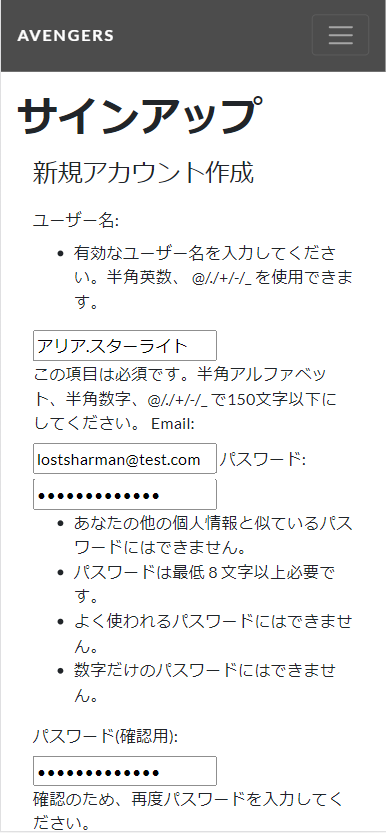 AVENGERS
サインアップ
新規アカウント作成
ユーザー名:
有効なユーザー名を入力してくださ
い。半角英数、 @/./+/-/_ を使用できま
す。
アリア.スターライト
この項目は必須です。半角アルファベッ
ト、半角数字、@/./+/-/_ で150文字以下に
してください。 Email:
lostsharman@test.com パスワード:
•••••••••••••
あなたの他の個人情報と似ているパス
ワードにはできません。
パスワードは最低 8 文字以上必要で
す。
よく使われるパスワードにはできませ
ん。
数字だけのパスワードにはできませ
ん。
パスワード(確認用):
•••••••••••••
確認のため、再度パスワードを入力してく
ださい。